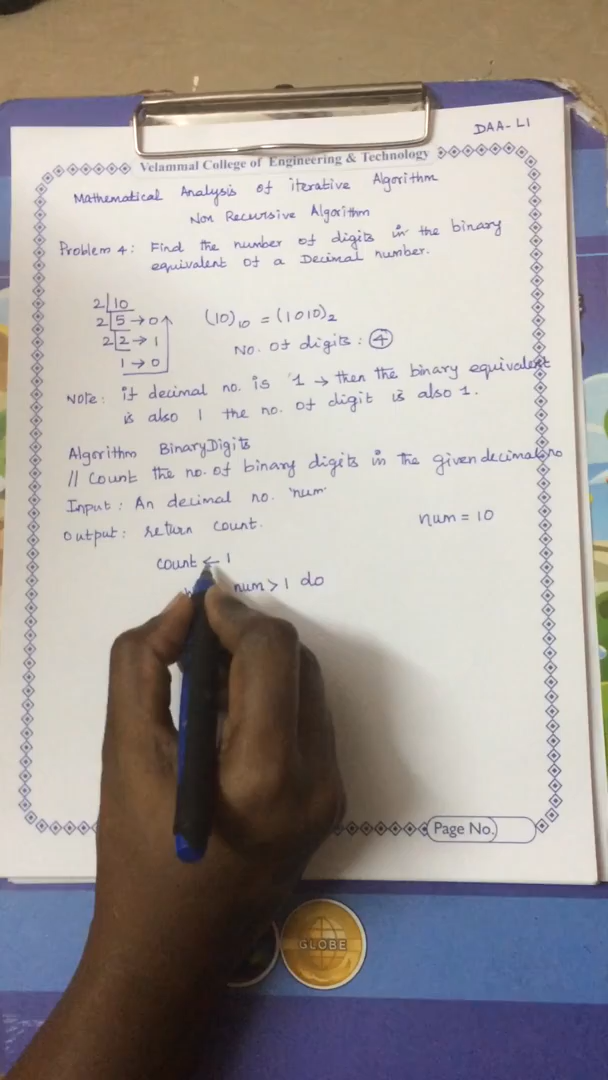 DAA-L1
Velammal College of Engineering & Technology
Mathematical Analysis of iterative Algorithm
Non Recursive Algorithm
Problem 4: Find the number of digits in the binary
equivalent of a Decimal number.
2 | 10
2 | 5 → 0
2 | 2 → 1
1 → 0
(10)₁₀ = (1010)₂
No. of digits: 4
Note: if decimal no. is 1 → then the binary equivalent
is also 1 the no. of digit is also 1.
Algorithm BinaryDigits
// Count the no. of binary digits in the given decimal no
Input: An decimal no. 'num'
Output: return count.
num = 10
count ← 1
num > 1 do
Page No.
GLOBE